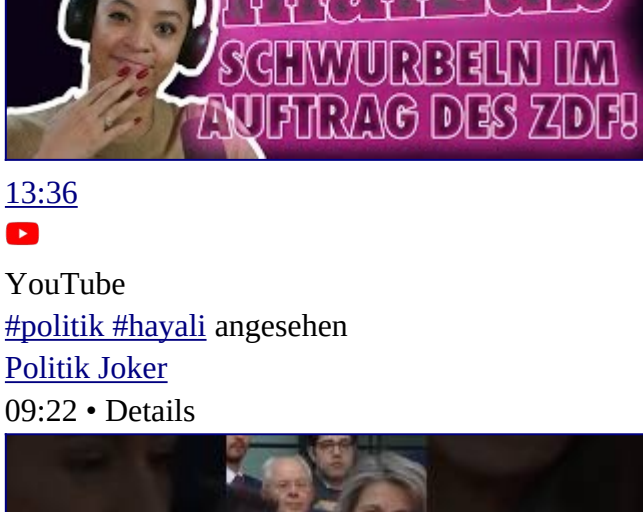 SCHWURBELN IM
AUFTRAG DES ZDF!
13:36
YouTube
#politik #hayali angesehen
Politik Joker
09:22 • Details